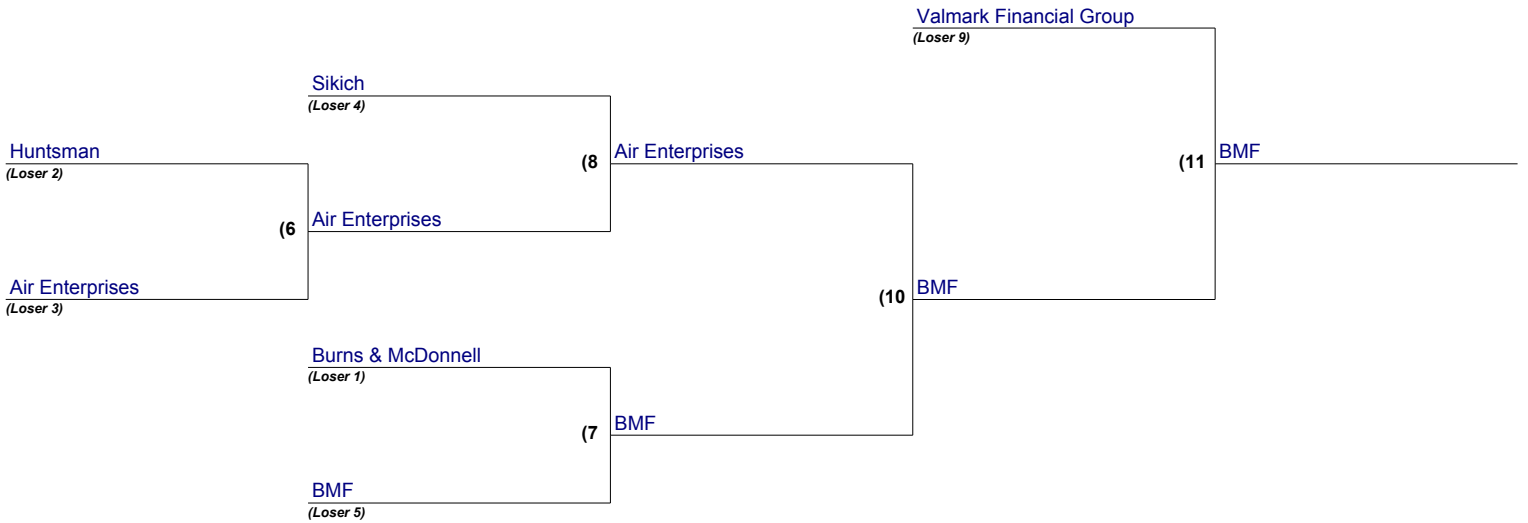 Valmark Financial Group
(Loser 9)
Sikich
(Loser 4)
Huntsman
(Loser 2)
(8
Air Enterprises
(11
BMF
(6
Air Enterprises
Air Enterprises
(Loser 3)
(10
BMF
Burns & McDonnell
(Loser 1)
(7
BMF
BMF
(Loser 5)